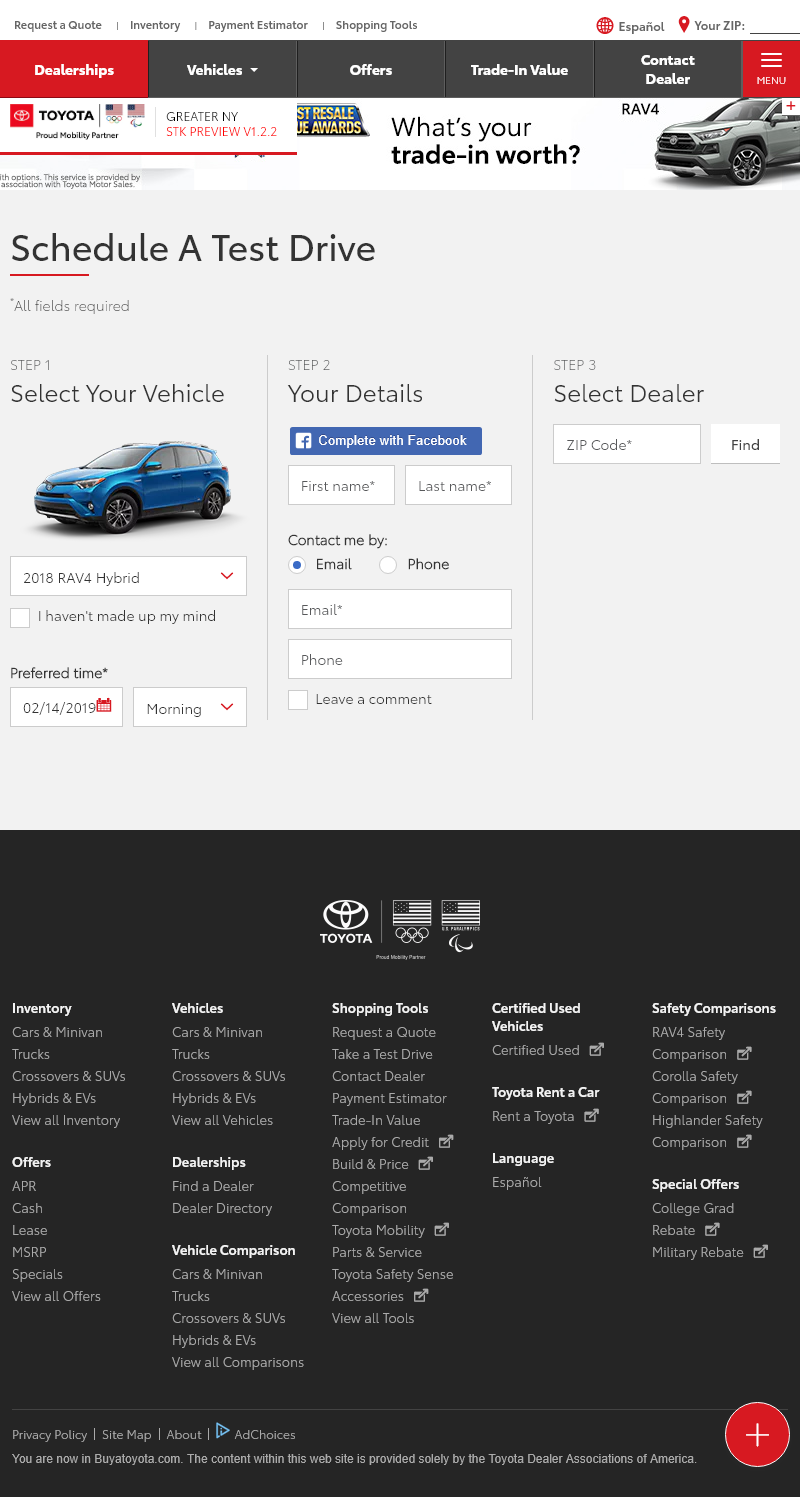 Request a Quote | Inventory | Payment Estimator | Shopping Tools
Español
Your ZIP:
Dealerships
Vehicles
Offers
Trade-In Value
Contact
Dealer
MENU
TOYOTA
Proud Mobility Partner
GREATER NY
STK PREVIEW V1.2.2
ST RESALE
UE AWARDS
What's your
trade-in worth?
RAV4
ith options. This service is provided by
association with Toyota Motor Sales.
Schedule A Test Drive
*All fields required
STEP 1
Select Your Vehicle
2018 RAV4 Hybrid
I haven't made up my mind
Preferred time*
02/14/2019
Morning
STEP 2
Your Details
Complete with Facebook
First name*
Last name*
Contact me by:
Email
Phone
Email*
Phone
Leave a comment
STEP 3
Select Dealer
ZIP Code*
Find
TOYOTA
U.S. PARALYMPICS
Proud Mobility Partner
Inventory
Cars & Minivan
Trucks
Crossovers & SUVs
Hybrids & EVs
View all Inventory
Offers
APR
Cash
Lease
MSRP
Specials
View all Offers
Vehicles
Cars & Minivan
Trucks
Crossovers & SUVs
Hybrids & EVs
View all Vehicles
Dealerships
Find a Dealer
Dealer Directory
Vehicle Comparison
Cars & Minivan
Trucks
Crossovers & SUVs
Hybrids & EVs
View all Comparisons
Shopping Tools
Request a Quote
Take a Test Drive
Contact Dealer
Payment Estimator
Trade-In Value
Apply for Credit
Build & Price
Competitive
Comparison
Toyota Mobility
Parts & Service
Toyota Safety Sense
Accessories
View all Tools
Certified Used
Vehicles
Certified Used
Toyota Rent a Car
Rent a Toyota
Language
Español
Safety Comparisons
RAV4 Safety
Comparison
Corolla Safety
Comparison
Highlander Safety
Comparison
Special Offers
College Grad
Rebate
Military Rebate
Privacy Policy | Site Map | About | AdChoices
You are now in Buyatoyota.com. The content within this web site is provided solely by the Toyota Dealer Associations of America.